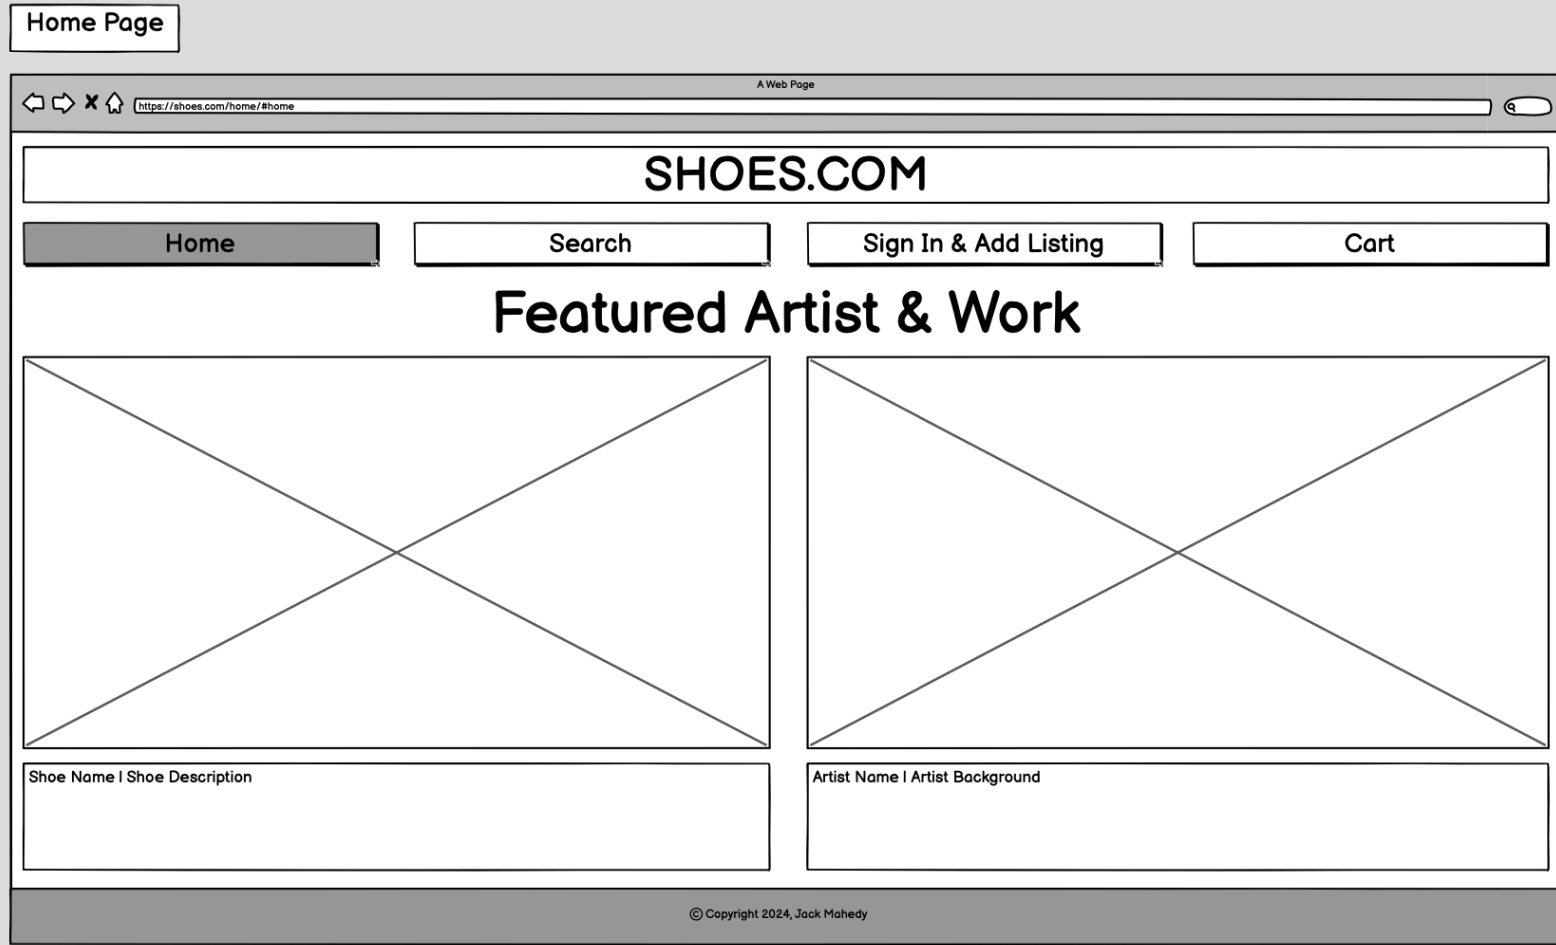 Home Page
A Web Page
https://shoes.com/home/#home
SHOES.COM
Home
Search
Sign In & Add Listing
Cart
Featured Artist & Work
Shoe Name | Shoe Description
Artist Name | Artist Background
© Copyright 2024, Jack Mahedy